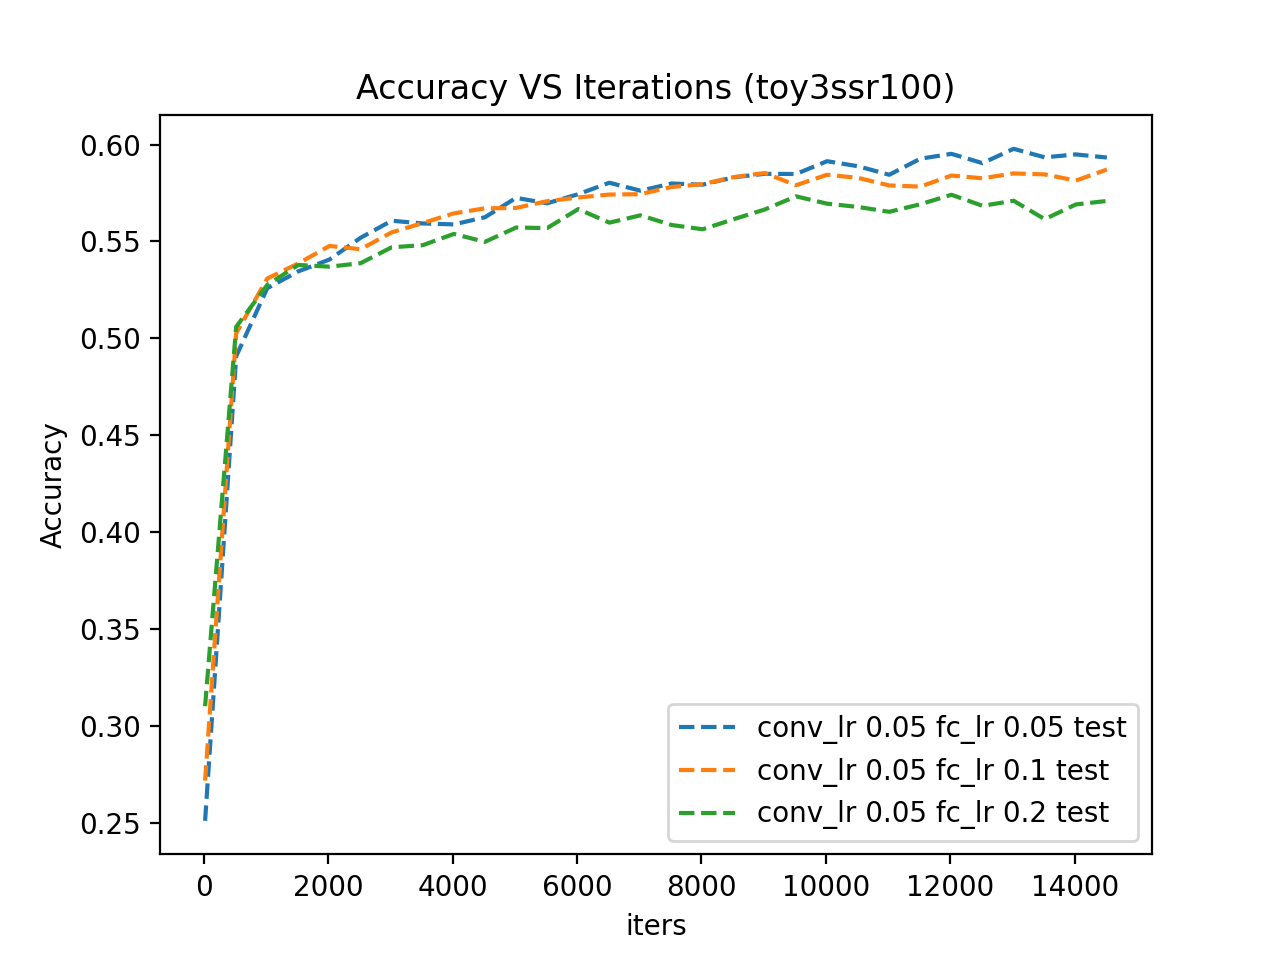 Accuracy VS Iterations (toy3ssr100)
0.60
0.55
0.50
0.45
0.40
0.35
0.30
0.25
Accuracy
conv_lr 0.05 fc_lr 0.05 test
conv_lr 0.05 fc_lr 0.1 test
conv_lr 0.05 fc_lr 0.2 test
0 2000 4000 6000 8000 10000 12000 14000
iters